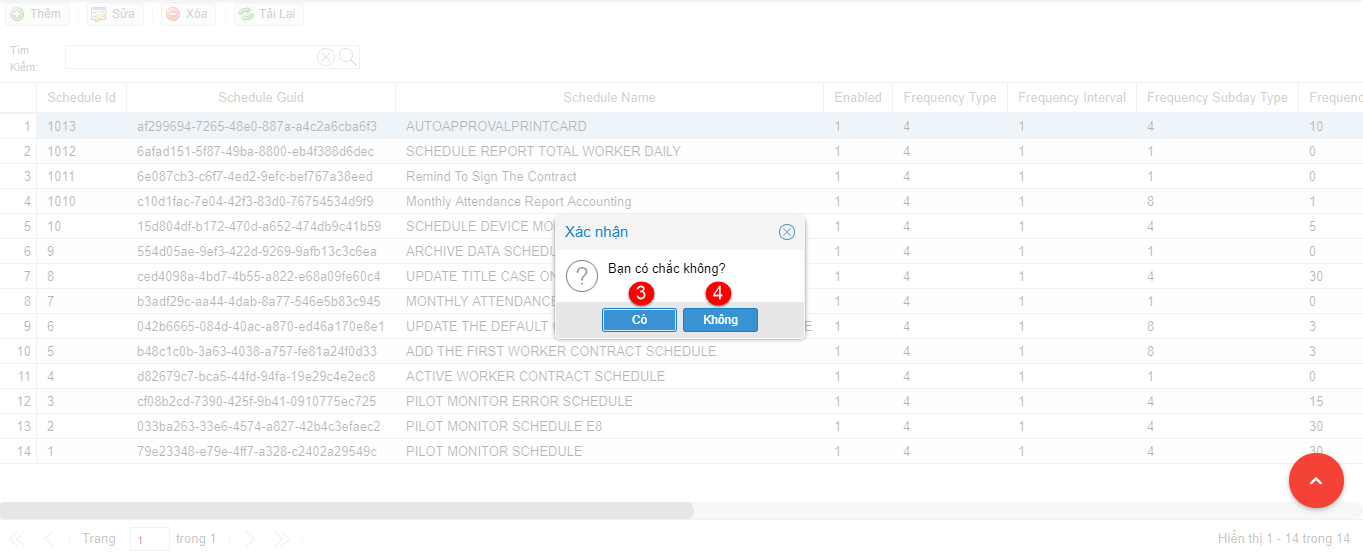 Thêm Sửa Xóa Tải Lại
Tìm
Kiếm:
Schedule Id Schedule Guid Schedule Name Enabled Frequency Type Frequency Interval Frequency Subday Type Frequenc
1 1013 af299694-7265-48e0-887a-a4c2a6cba6f3 AUTOAPPROVALPRINTCARD 1 4 1 4 10
2 1012 6afad151-5f87-49ba-8800-eb4f388d6dec SCHEDULE REPORT TOTAL WORKER DAILY 1 4 1 1 0
3 1011 6e087cb3-c6f7-4ed2-9efc-bef767a38eed Remind To Sign The Contract 1 4 1 1 0
4 1010 c10d1fac-7e04-42f3-83d0-76754534d9f9 Monthly Attendance Report Accounting 1 4 1 8 1
5 10 15d804df-b172-470d-a652-474db9c41b59 SCHEDULE DEVICE MO 4 5
6 9 554d05ae-9ef3-422d-9269-9afb13c3c6ea ARCHIVE DATA SCHEDU 1 4 1 1 0
7 8 ced4098a-4bd7-4b55-a822-e68a09fe60c4 UPDATE TITLE CASE ON 1 4 1 4 30
8 7 b3adf29c-aa44-4dab-8a77-546e5b83c945 MONTHLY ATTENDANCE 1 4 1 1 0
9 6 042b6665-084d-40ac-a870-ed46a170e8e1 UPDATE THE DEFAULT E 1 4 1 8 3
10 5 b48c1c0b-3a63-4038-a757-fe81a24f0d33 ADD THE FIRST WORKER CONTRACT SCHEDULE 1 4 1 8 3
11 4 d82679c7-bca5-44fd-94fa-19e29c4e2ec8 ACTIVE WORKER CONTRACT SCHEDULE 1 4 1 1 0
12 3 cf08b2cd-7390-425f-9b41-0910775ec725 PILOT MONITOR ERROR SCHEDULE 1 4 1 4 15
13 2 033ba263-33e6-4574-a827-42b4c3efaec2 PILOT MONITOR SCHEDULE E8 1 4 1 4 30
14 1 79e23348-e79e-4ff7-a328-c2402a29549c PILOT MONITOR SCHEDULE 1 4 1 4 30
Xác nhận
Bạn có chắc không?
3 4
Có Không
Trang 1 trong 1 Hiển thị 1 - 14 trong 14